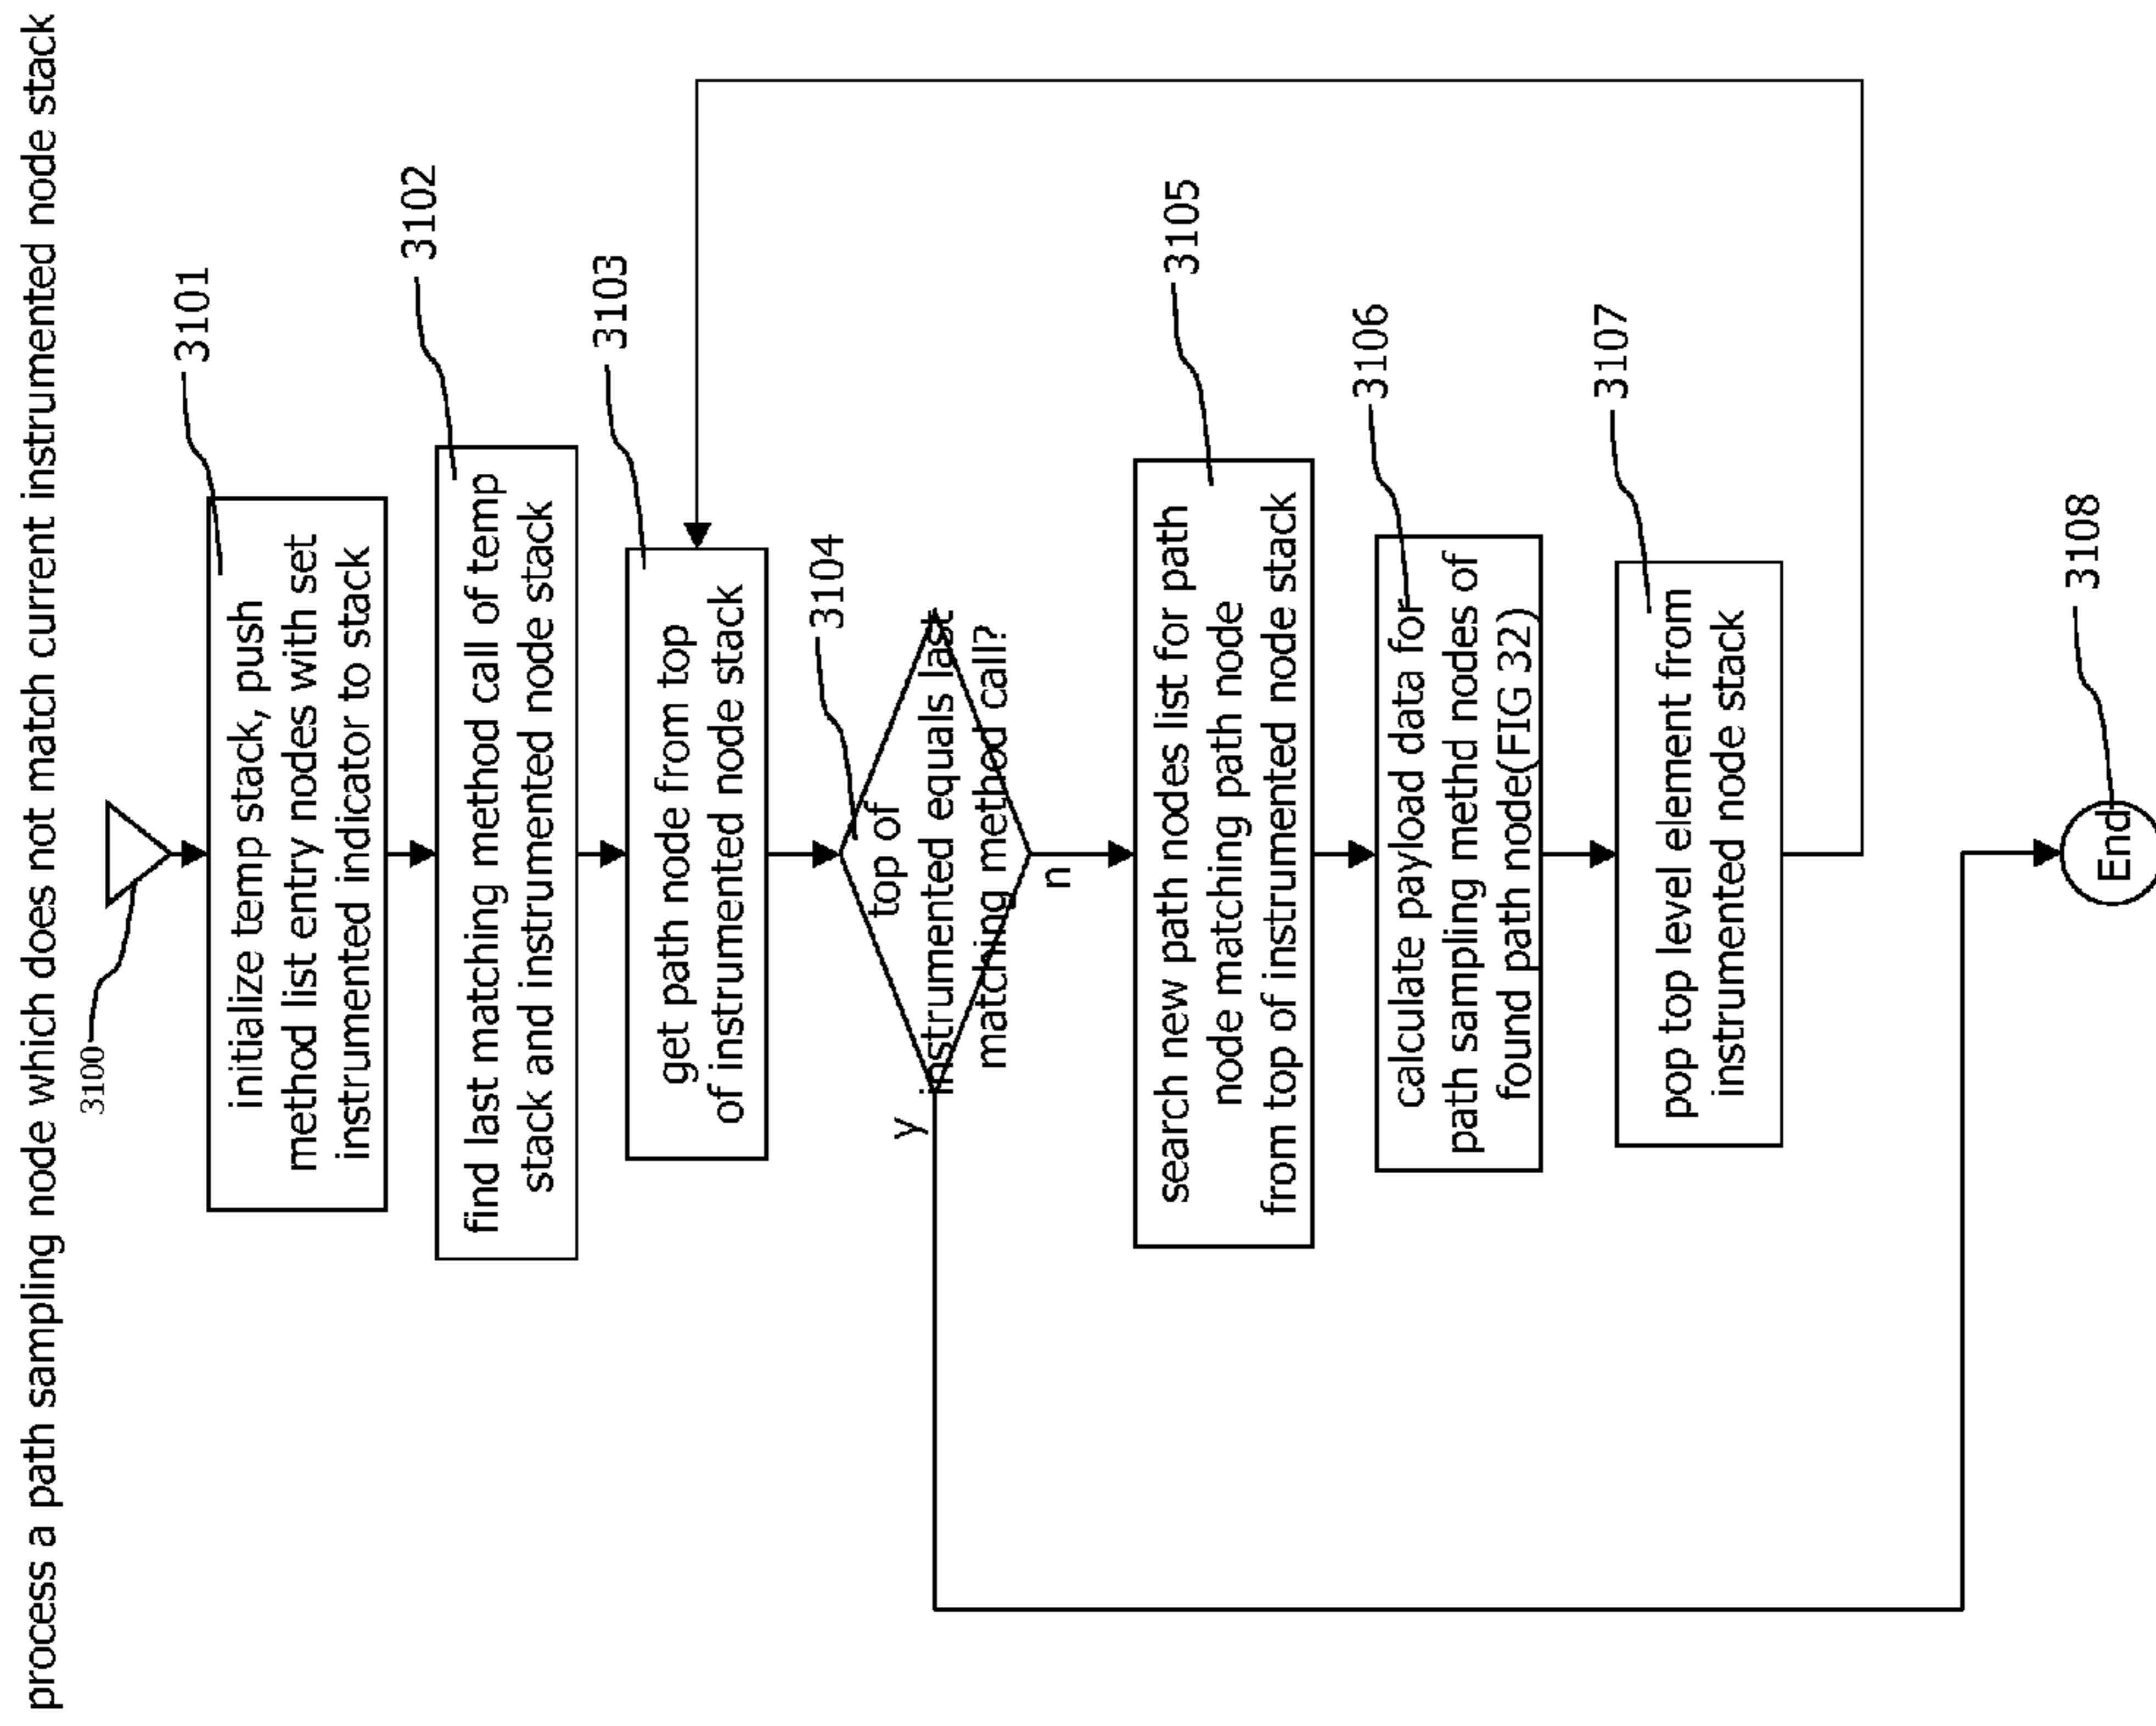 process a path sampling node which does not match current instrumented node stack
3100
3101
initialize temp stack, push
method list entry nodes with set
instrumented indicator to stack
3102
find last matching method call of temp
stack and instrumented node stack
3103
get path node from top
of instrumented node stack
3104
top of
instrumented equals last
matching method call?
y
n
3105
search new path nodes list for path
node matching path node
from top of instrumented node stack
3106
calculate payload data for
path sampling methd nodes of
found path node(FIG 32)
3107
pop top level element from
instrumented node stack
3108
End